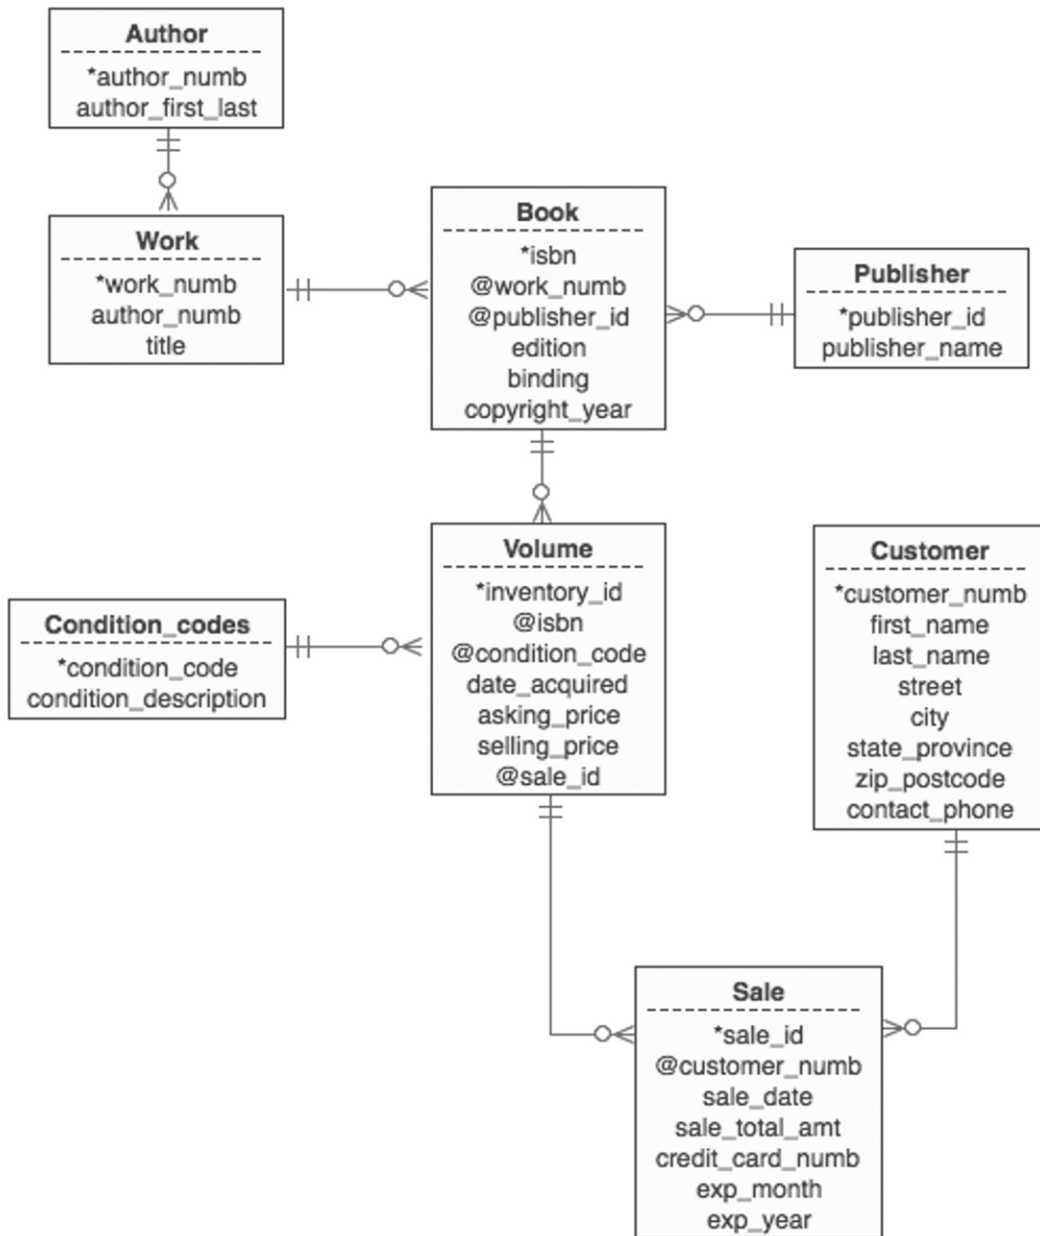 Author
*author_numb
author_first_last
Work
*work_numb
author_numb
title
Book
*isbn
@work_numb
@publisher_id
edition
binding
copyright_year
Publisher
*publisher_id
publisher_name
Condition_codes
*condition_code
condition_description
Volume
*inventory_id
@isbn
@condition_code
date_acquired
asking_price
selling_price
@sale_id
Customer
*customer_numb
first_name
last_name
street
city
state_province
zip_postcode
contact_phone
Sale
*sale_id
@customer_numb
sale_date
sale_total_amt
credit_card_numb
exp_month
exp_year